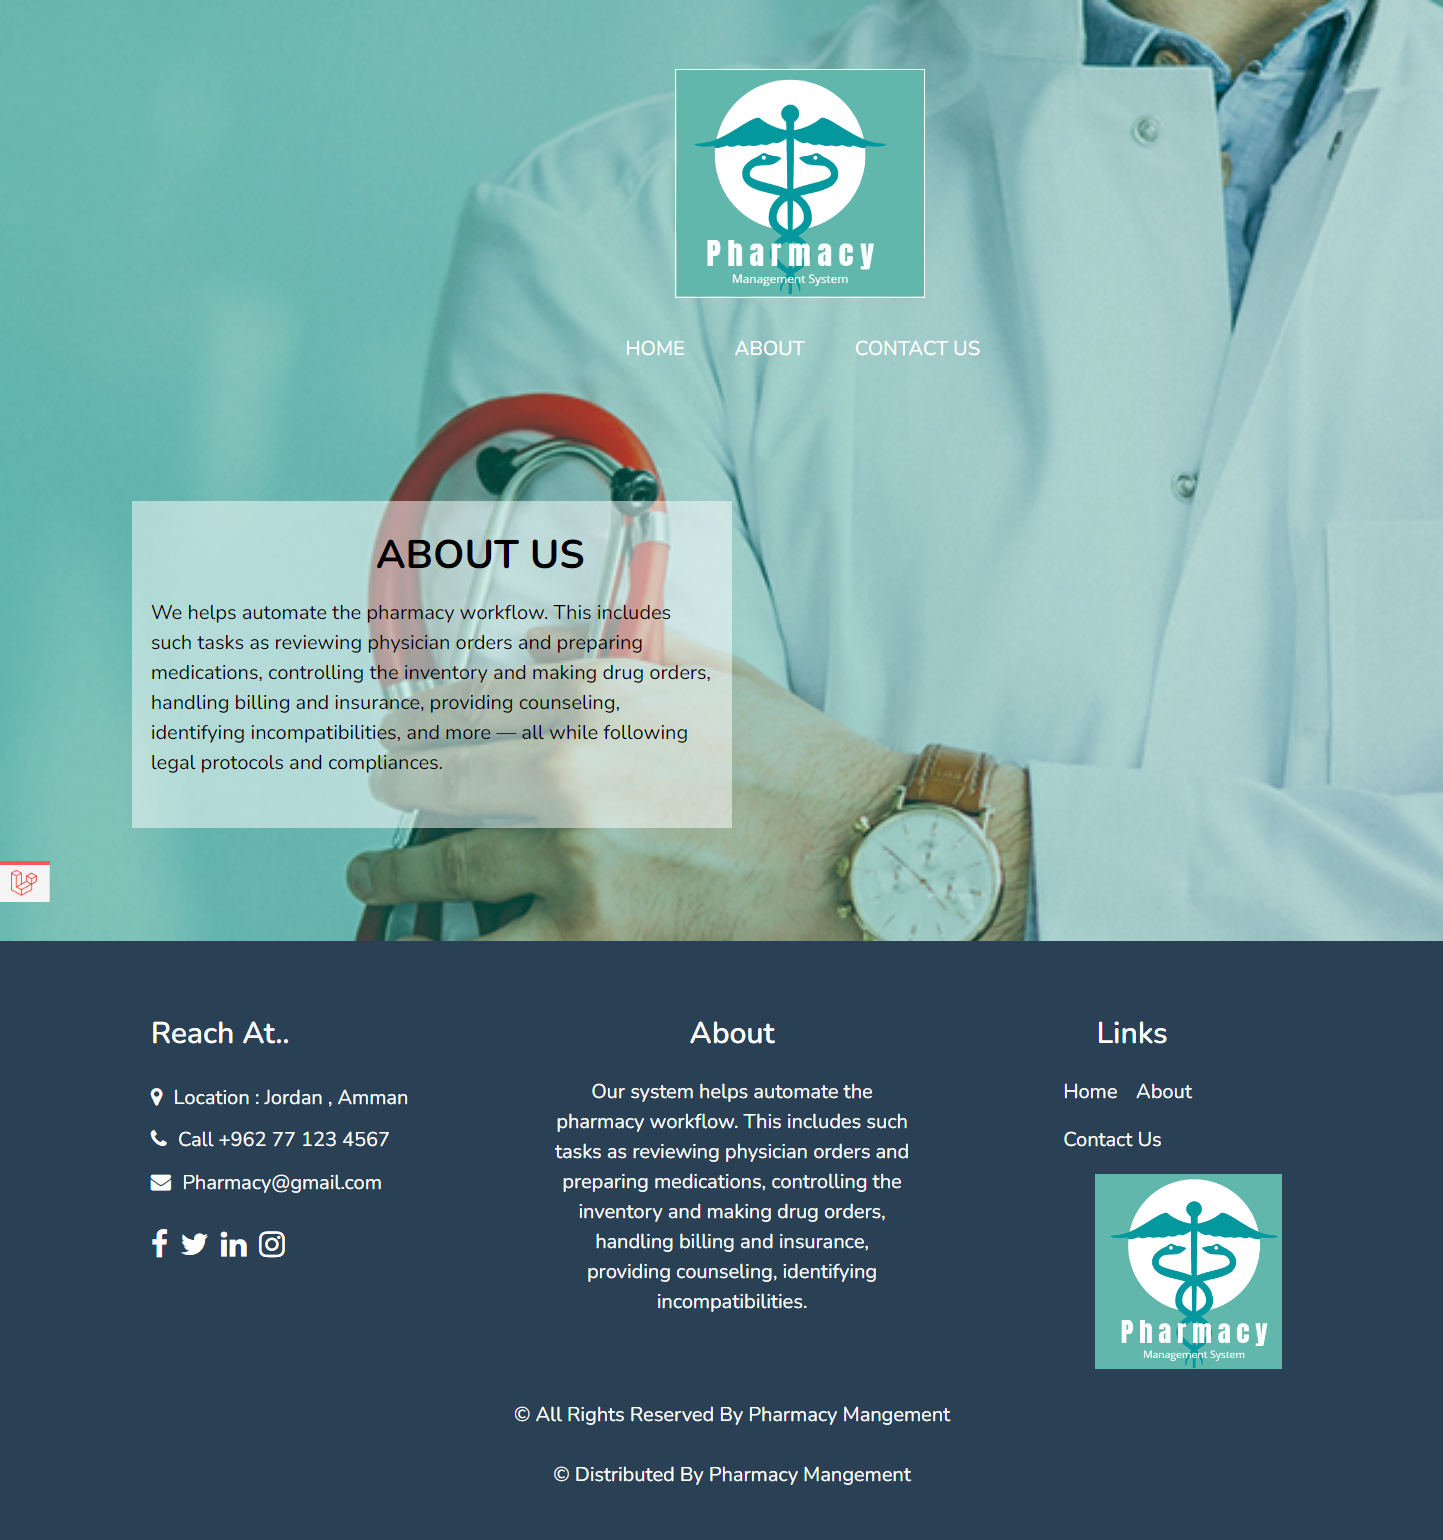 Pharmacy
Management System
HOME ABOUT CONTACT US
ABOUT US
We helps automate the pharmacy workflow. This includes
such tasks as reviewing physician orders and preparing
medications, controlling the inventory and making drug orders,
handling billing and insurance, providing counseling,
identifying incompatibilities, and more — all while following
legal protocols and compliances.
Reach At..
Location : Jordan , Amman
Call +962 77 123 4567
Pharmacy@gmail.com
About
Our system helps automate the
pharmacy workflow. This includes such
tasks as reviewing physician orders and
preparing medications, controlling the
inventory and making drug orders,
handling billing and insurance,
providing counseling, identifying
incompatibilities.
Links
Home About
Contact Us
Pharmacy
Management System
© All Rights Reserved By Pharmacy Mangement
© Distributed By Pharmacy Mangement